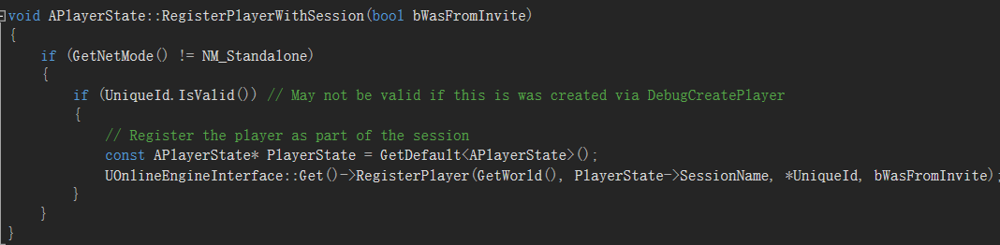 void APlayerState::RegisterPlayerWithSession(bool bWasFromInvite)
{
if (GetNetMode() != NM_Standalone)
{
if (UniqueId.IsValid()) // May not be valid if this is was created via DebugCreatePlayer
{
// Register the player as part of the session
const APlayerState* PlayerState = GetDefault<APlayerState>();
UOnlineEngineInterface::Get()->RegisterPlayer(GetWorld(), PlayerState->SessionName, *UniqueId, bWasFromInvite);
}
}
}